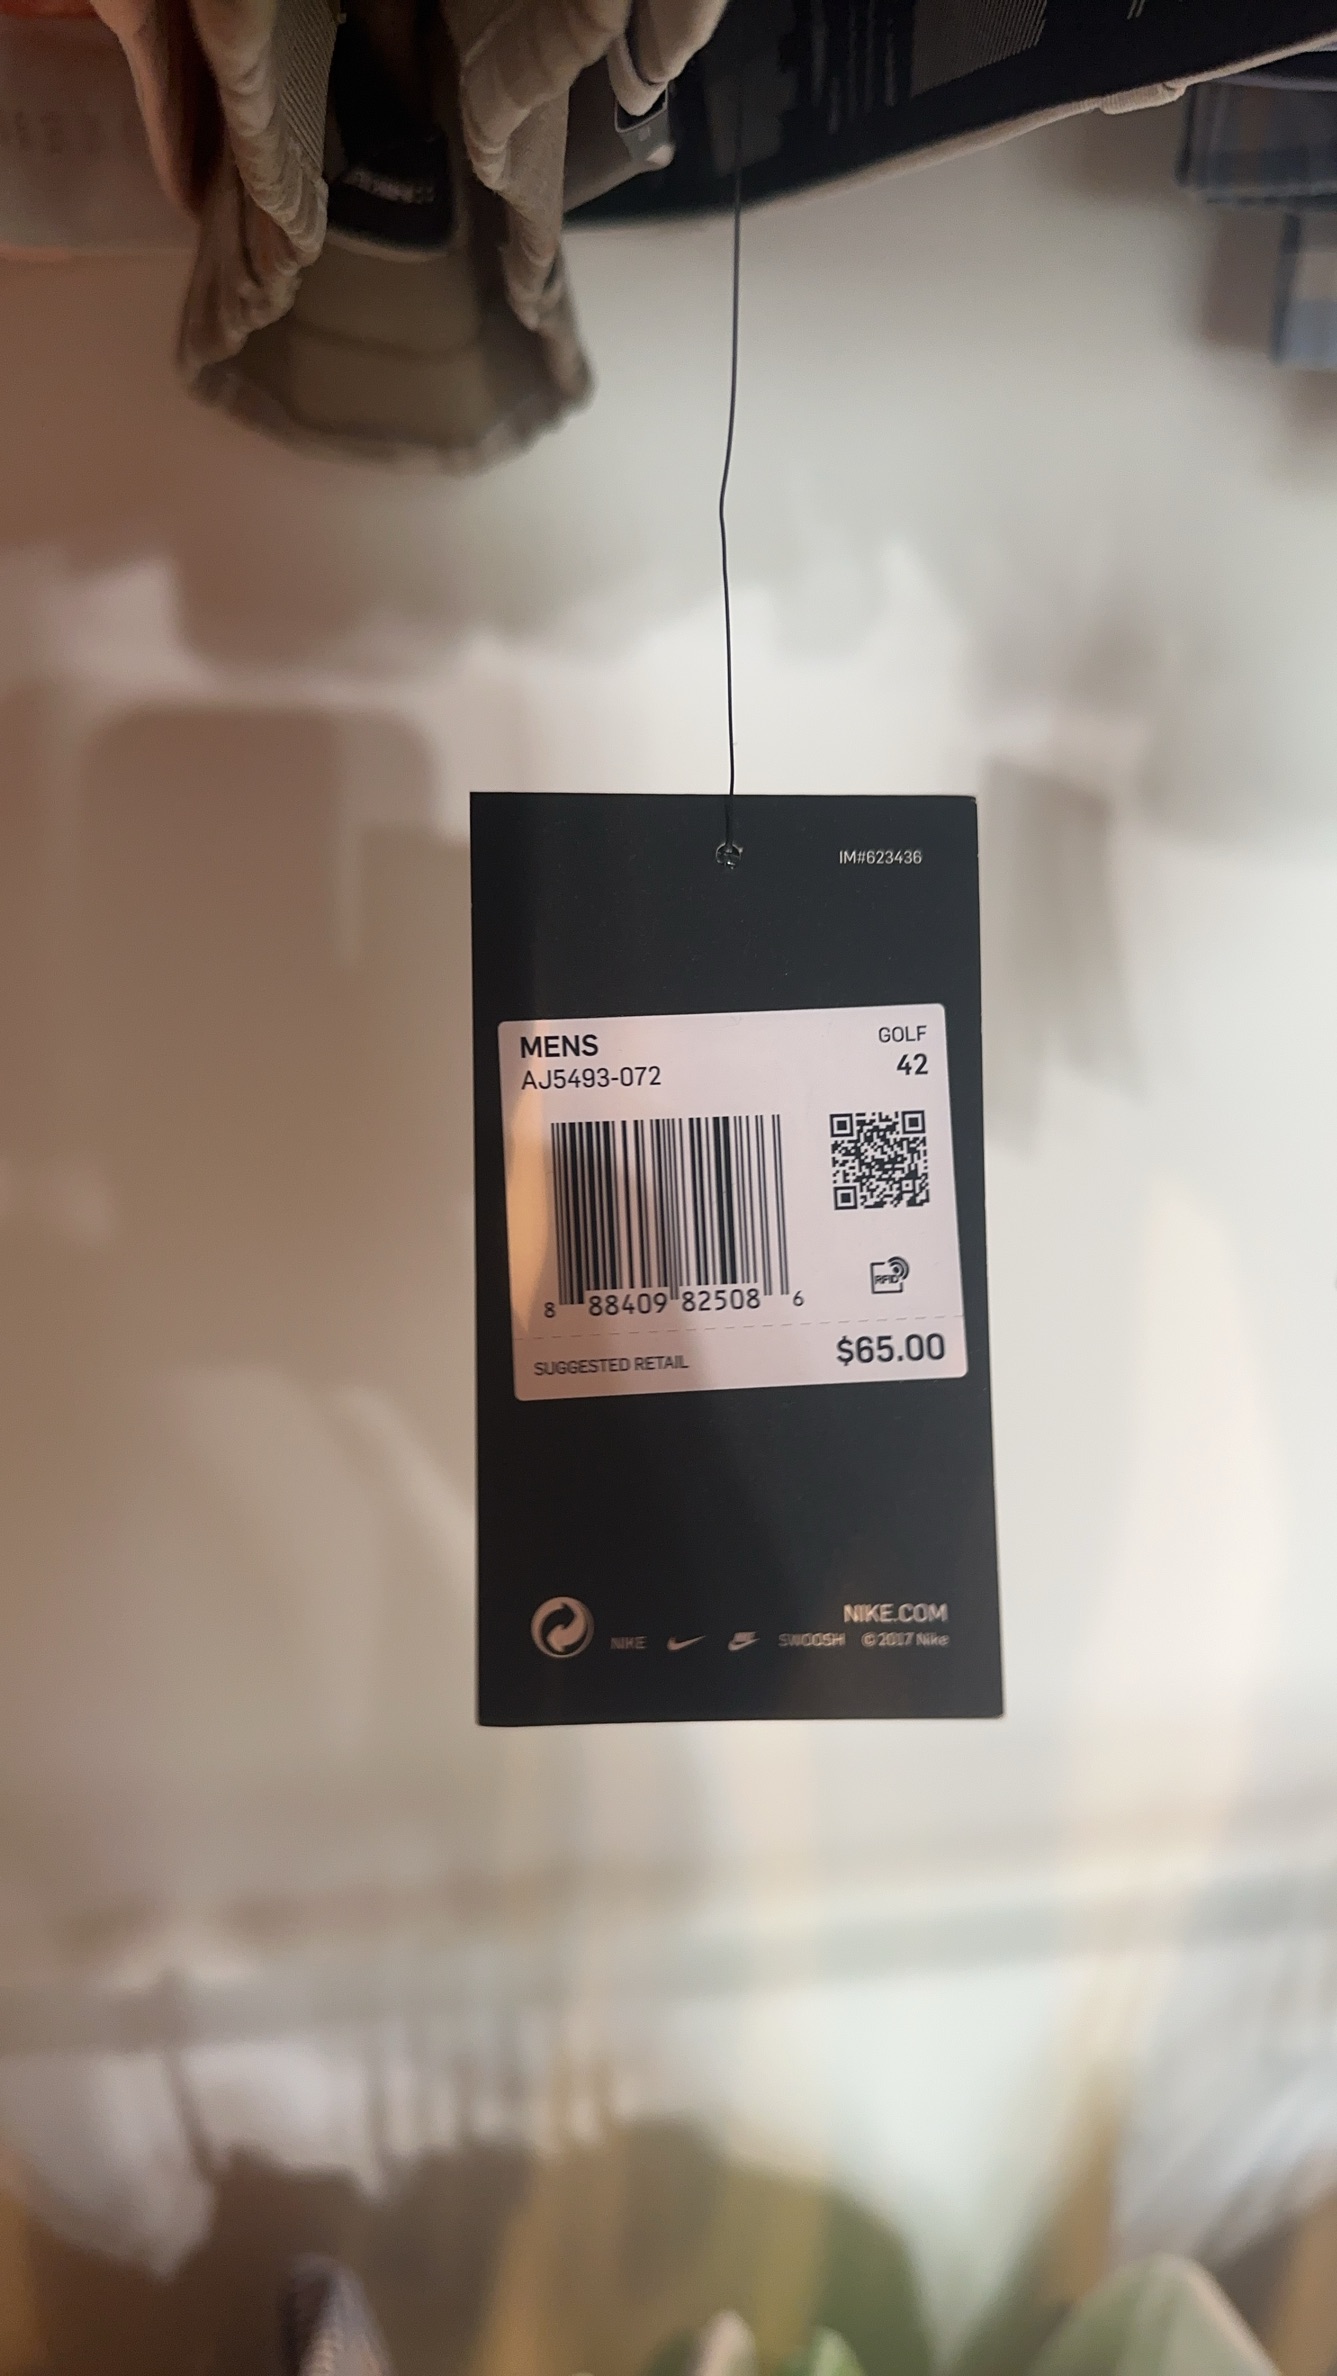 IM#623436
MENS
GOLF
AJ5493-072
42
RFID
8 88409 82508 6
SUGGESTED RETAIL
$65.00
NIKE.COM
NIKE
SWOOSH © 2017 Nike